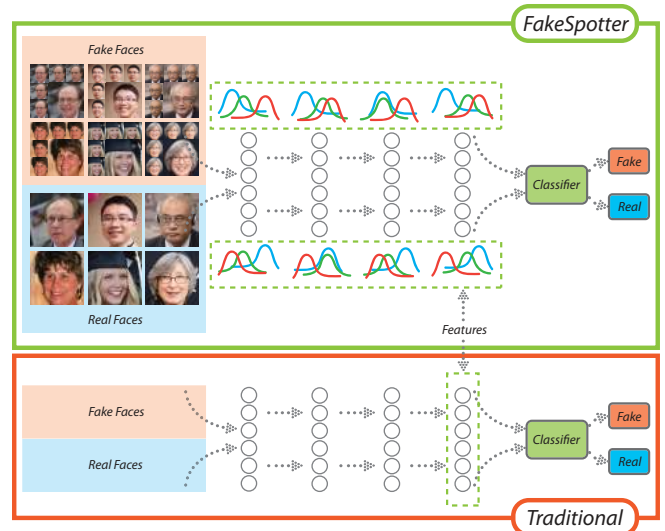 FakeSpotter
Fake Faces
Fake
Classifier
Real
Real Faces
Features
Fake Faces
Fake
Classifier
Real Faces
Real
Traditional